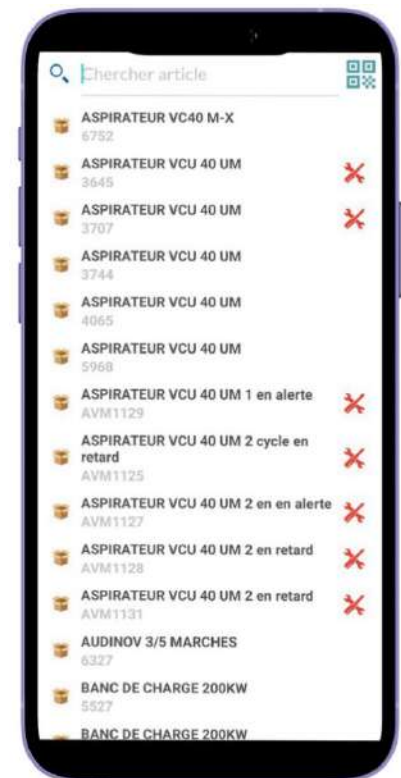 Chercher article
ASPIRATEUR VC40 M-X
6752
ASPIRATEUR VCU 40 UM
3645
ASPIRATEUR VCU 40 UM
3707
ASPIRATEUR VCU 40 UM
3744
ASPIRATEUR VCU 40 UM
4065
ASPIRATEUR VCU 40 UM
5968
ASPIRATEUR VCU 40 UM 1 en alerte
AVM1129
ASPIRATEUR VCU 40 UM 2 cycle en
retard
AVM1125
ASPIRATEUR VCU 40 UM 2 en en alerte
AVM1127
ASPIRATEUR VCU 40 UM 2 en retard
AVM1128
ASPIRATEUR VCU 40 UM 2 en retard
AVM1131
AUDINOV 3/5 MARCHES
6327
BANC DE CHARGE 200KW
5527
BANC DE CHARGE 200KW